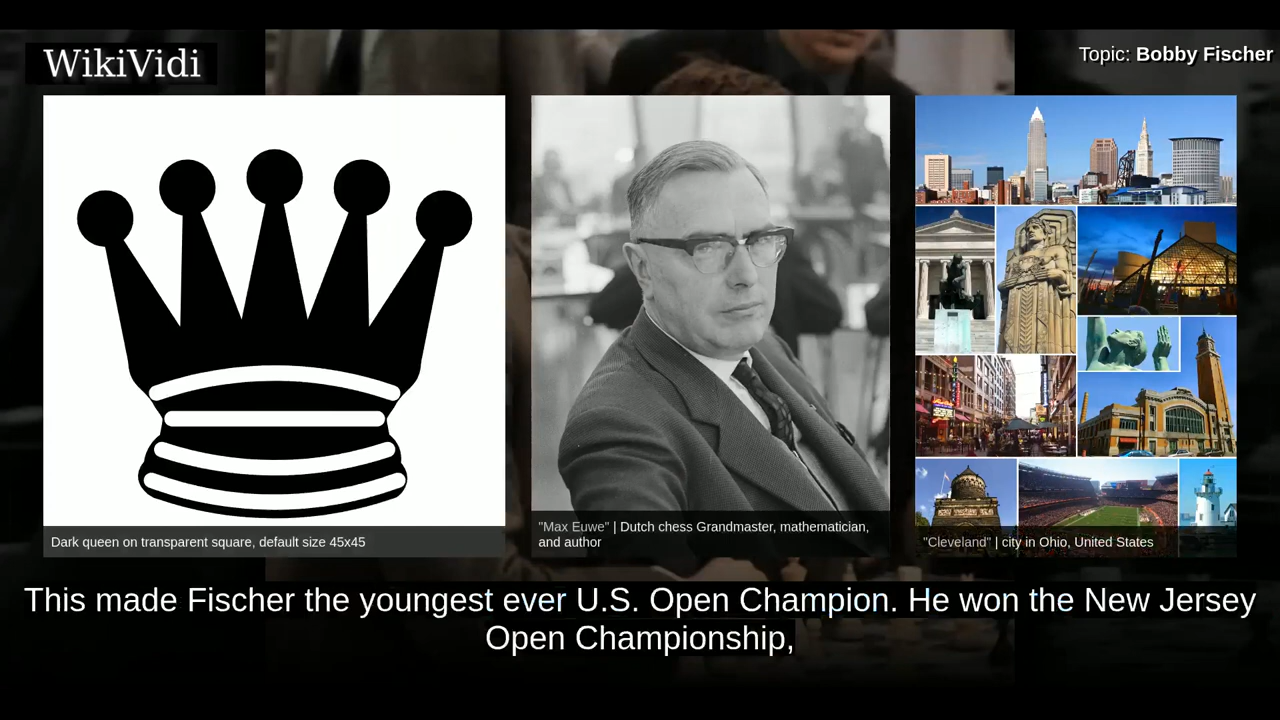 WikiVidi
Topic: Bobby Fischer
Dark queen on transparent square, default size 45x45
"Max Euwe" | Dutch chess Grandmaster, mathematician,
and author
"Cleveland" | city in Ohio, United States
This made Fischer the youngest ever U.S. Open Champion. He won the New Jersey
Open Championship,